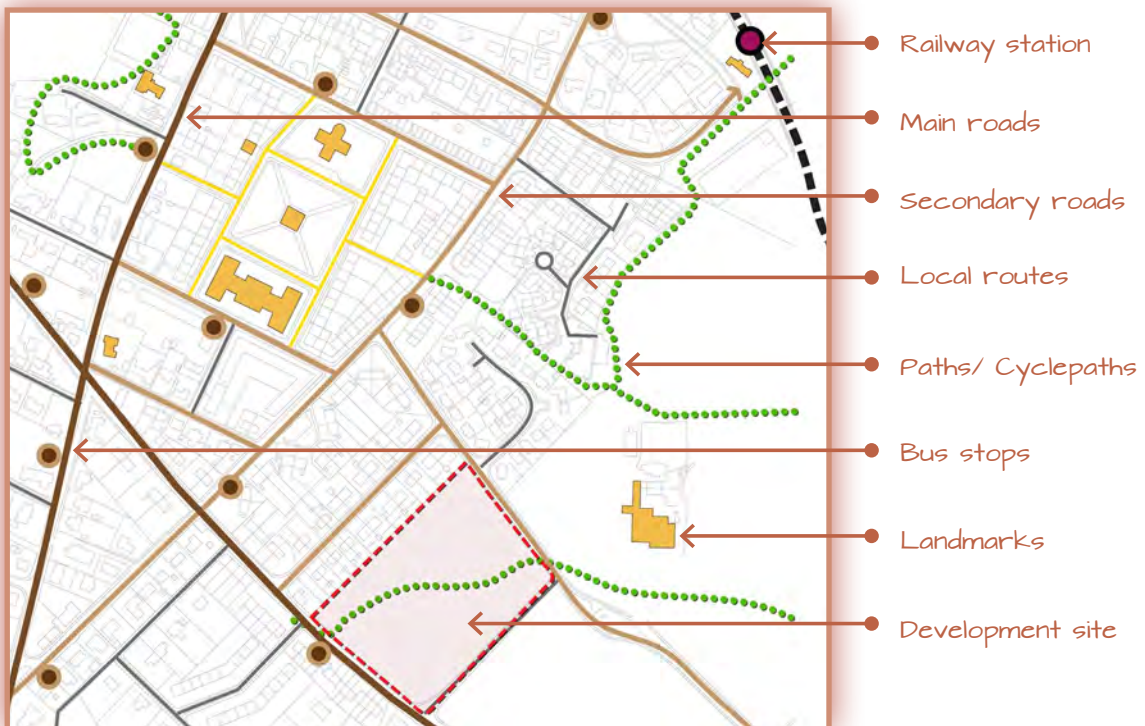 Railway station
Main roads
Secondary roads
Local routes
Paths/ Cyclepaths
Bus stops
Landmarks
Development site